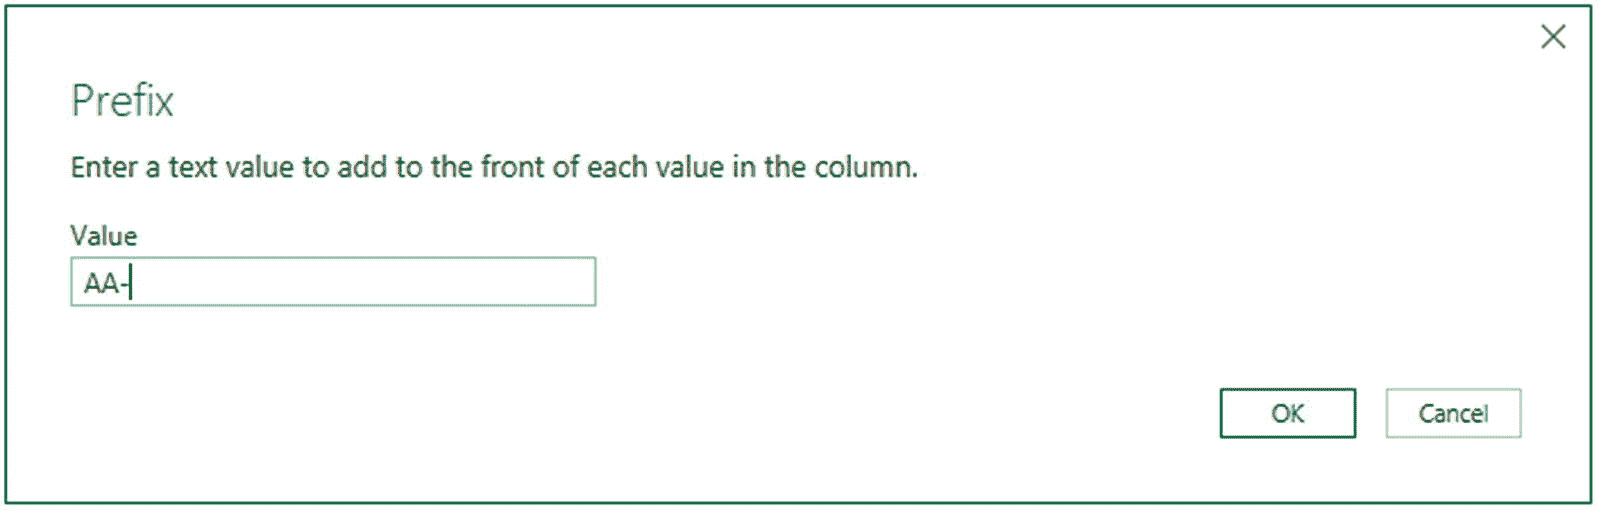 Prefix
Enter a text value to add to the front of each value in the column.
Value
AA-
OK
Cancel